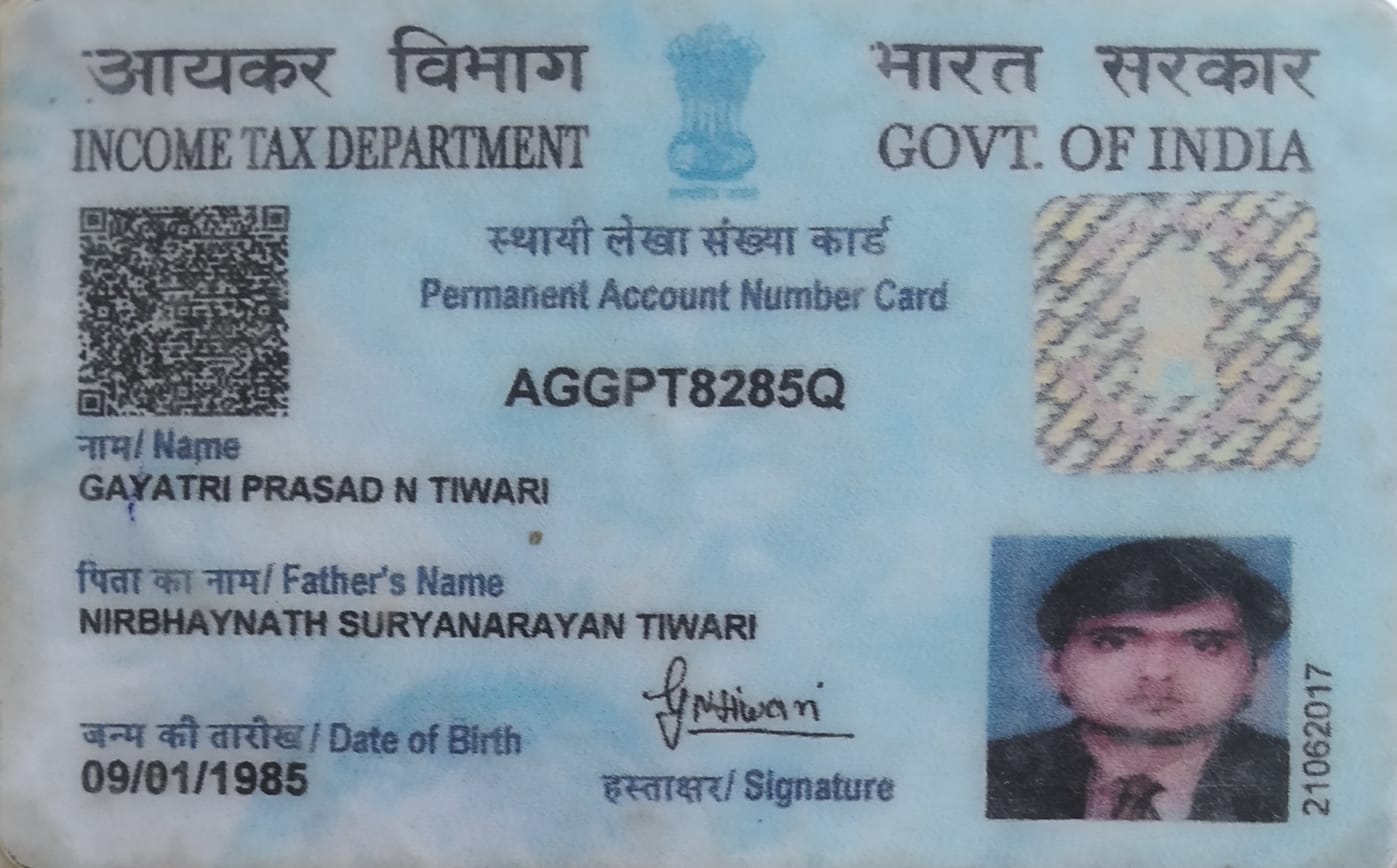 आयकर विभाग
INCOME TAX DEPARTMENT
भारत सरकार
GOVT. OF INDIA
स्थायी लेखा संख्या कार्ड
Permanent Account Number Card
AGGPT8285Q
नाम/ Name
GAYATRI PRASAD N TIWARI
पिता का नाम/ Father's Name
NIRBHAYNATH SURYANARAYAN TIWARI
जन्म की तारीख/ Date of Birth
09/01/1985
हस्ताक्षर/ Signature
21062017